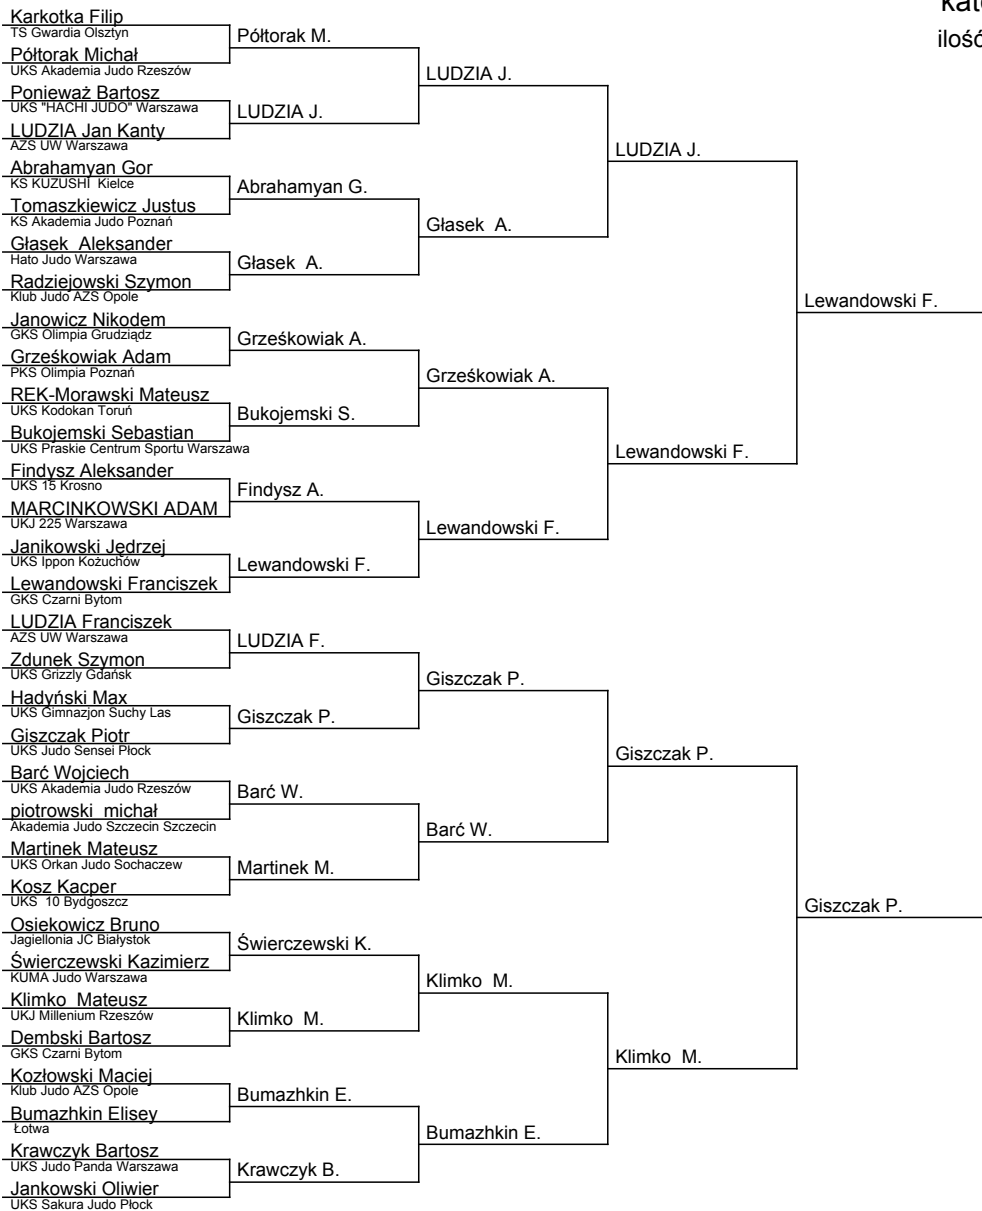 kat
ilość
Karkotka Filip
TS Gwardia Olsztyn
Półtorak Michał
UKS Akademia Judo Rzeszów
Ponieważ Bartosz
UKS "HACHI JUDO" Warszawa
LUDZIA Jan Kanty
AZS UW Warszawa
Abrahamyan Gor
KS KUZUSHI Kielce
Tomaszkiewicz Justus
KS Akademia Judo Poznań
Głasek Aleksander
Hato Judo Warszawa
Radziejowski Szymon
Klub Judo AZS Opole
Janowicz Nikodem
GKS Olimpia Grudziądz
Grześkowiak Adam
PKS Olimpia Poznań
REK-Morawski Mateusz
UKS Kodokan Toruń
Bukojemski Sebastian
UKS Praskie Centrum Sportu Warszawa
Findysz Aleksander
UKS 15 Krosno
MARCINKOWSKI ADAM
UKJ 225 Warszawa
Janikowski Jędrzej
UKS Ippon Kożuchów
Lewandowski Franciszek
GKS Czarni Bytom
LUDZIA Franciszek
AZS UW Warszawa
Zdunek Szymon
UKS Grizzly Gdańsk
Hadyński Max
UKS Gimnazjon Suchy Las
Giszczak Piotr
UKS Judo Sensei Płock
Barć Wojciech
UKS Akademia Judo Rzeszów
piotrowski michał
Akademia Judo Szczecin Szczecin
Martinek Mateusz
UKS Orkan Judo Sochaczew
Kosz Kacper
UKS 10 Bydgoszcz
Osiekowicz Bruno
Jagiellonia JC Białystok
Świerczewski Kazimierz
KUMA Judo Warszawa
Klimko Mateusz
UKJ Millenium Rzeszów
Dembski Bartosz
GKS Czarni Bytom
Kozłowski Maciej
Klub Judo AZS Opole
Bumazhkin Elisey
Łotwa
Krawczyk Bartosz
UKS Judo Panda Warszawa
Jankowski Oliwier
UKS Sakura Judo Płock
Półtorak M.
LUDZIA J.
Abrahamyan G.
Głasek A.
Grześkowiak A.
Bukojemski S.
Findysz A.
Lewandowski F.
LUDZIA F.
Giszczak P.
Barć W.
Martinek M.
Świerczewski K.
Klimko M.
Bumazhkin E.
Krawczyk B.
LUDZIA J.
Głasek A.
Grześkowiak A.
Lewandowski F.
Giszczak P.
Barć W.
Klimko M.
Bumazhkin E.
LUDZIA J.
Lewandowski F.
Giszczak P.
Klimko M.
Lewandowski F.
Giszczak P.